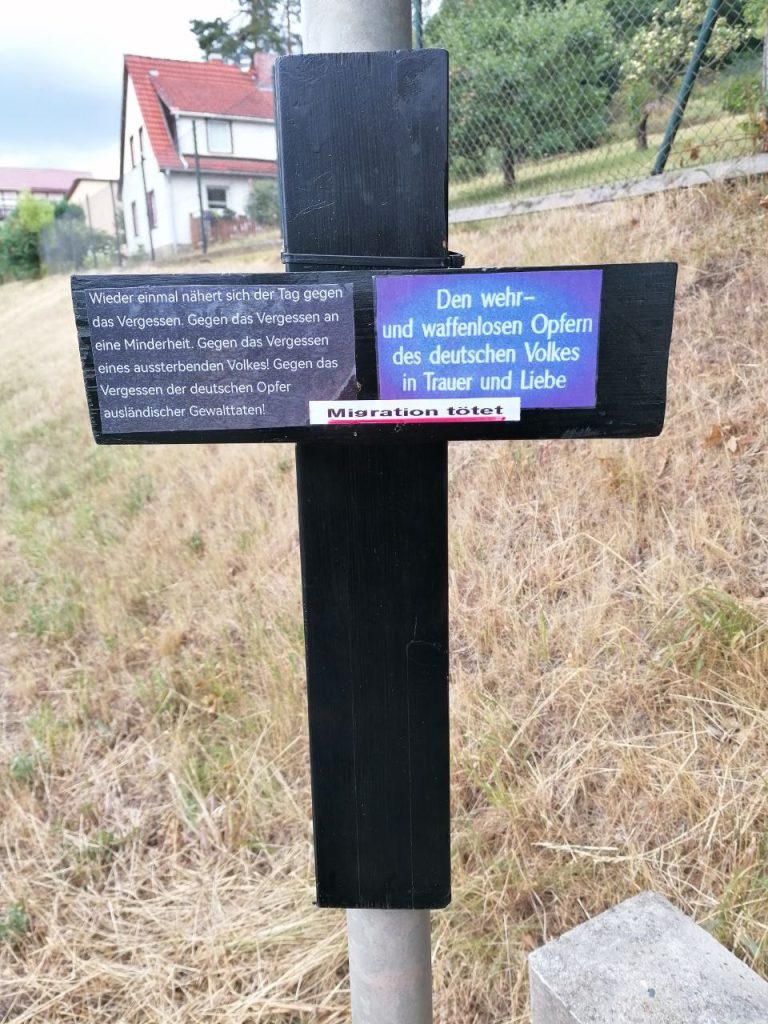 Wieder einmal nähert sich der Tag gegen
das Vergessen. Gegen das Vergessen an
eine Minderheit. Gegen das Vergessen
eines aussterbenden Volkes! Gegen das
Vergessen der deutschen Opfer
ausländischer Gewalttaten!
Den wehr–
und waffenlosen Opfern
des deutschen Volkes
in Trauer und Liebe
Migration tötet